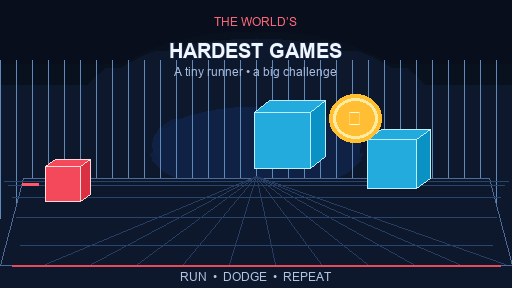 THE WORLD'S
HARDEST GAMES
A tiny runner • a big challenge
RUN • DODGE • REPEAT